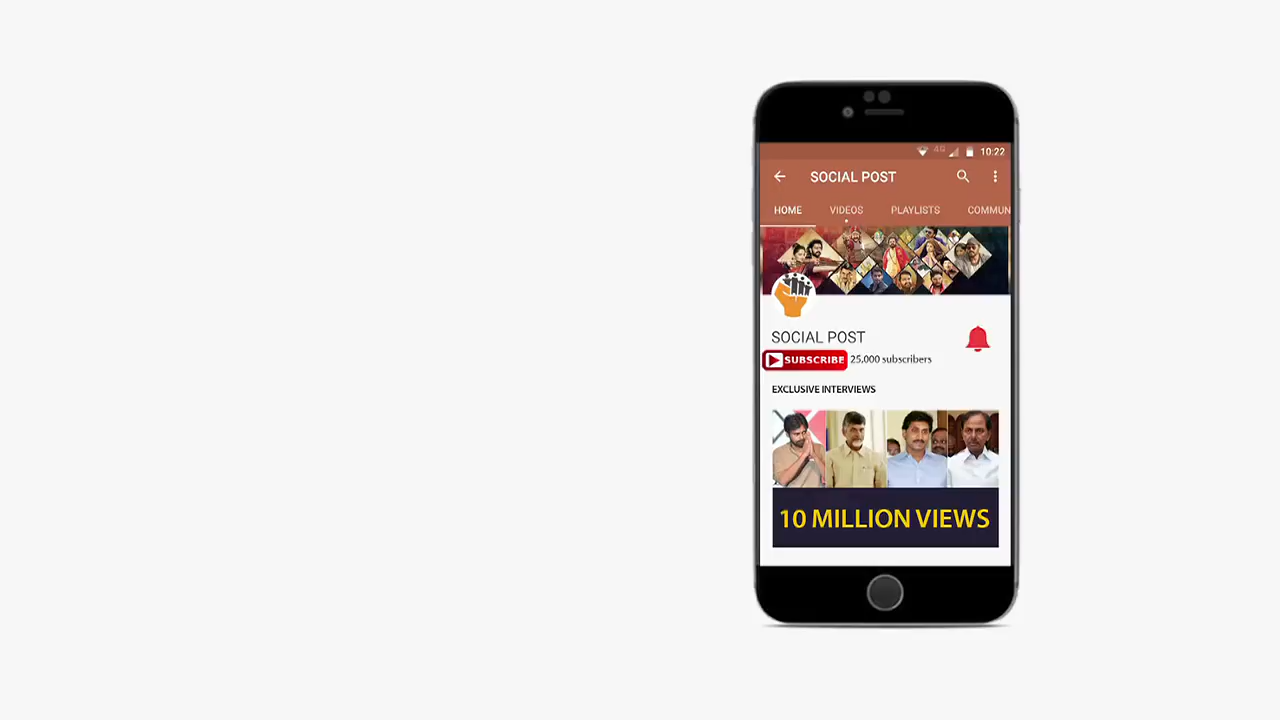 4G 10:22
SOCIAL POST
HOME VIDEOS PLAYLISTS COMMUN
SOCIAL POST
SUBSCRIBE 25,000 subscribers
EXCLUSIVE INTERVIEWS
10 MILLION VIEWS